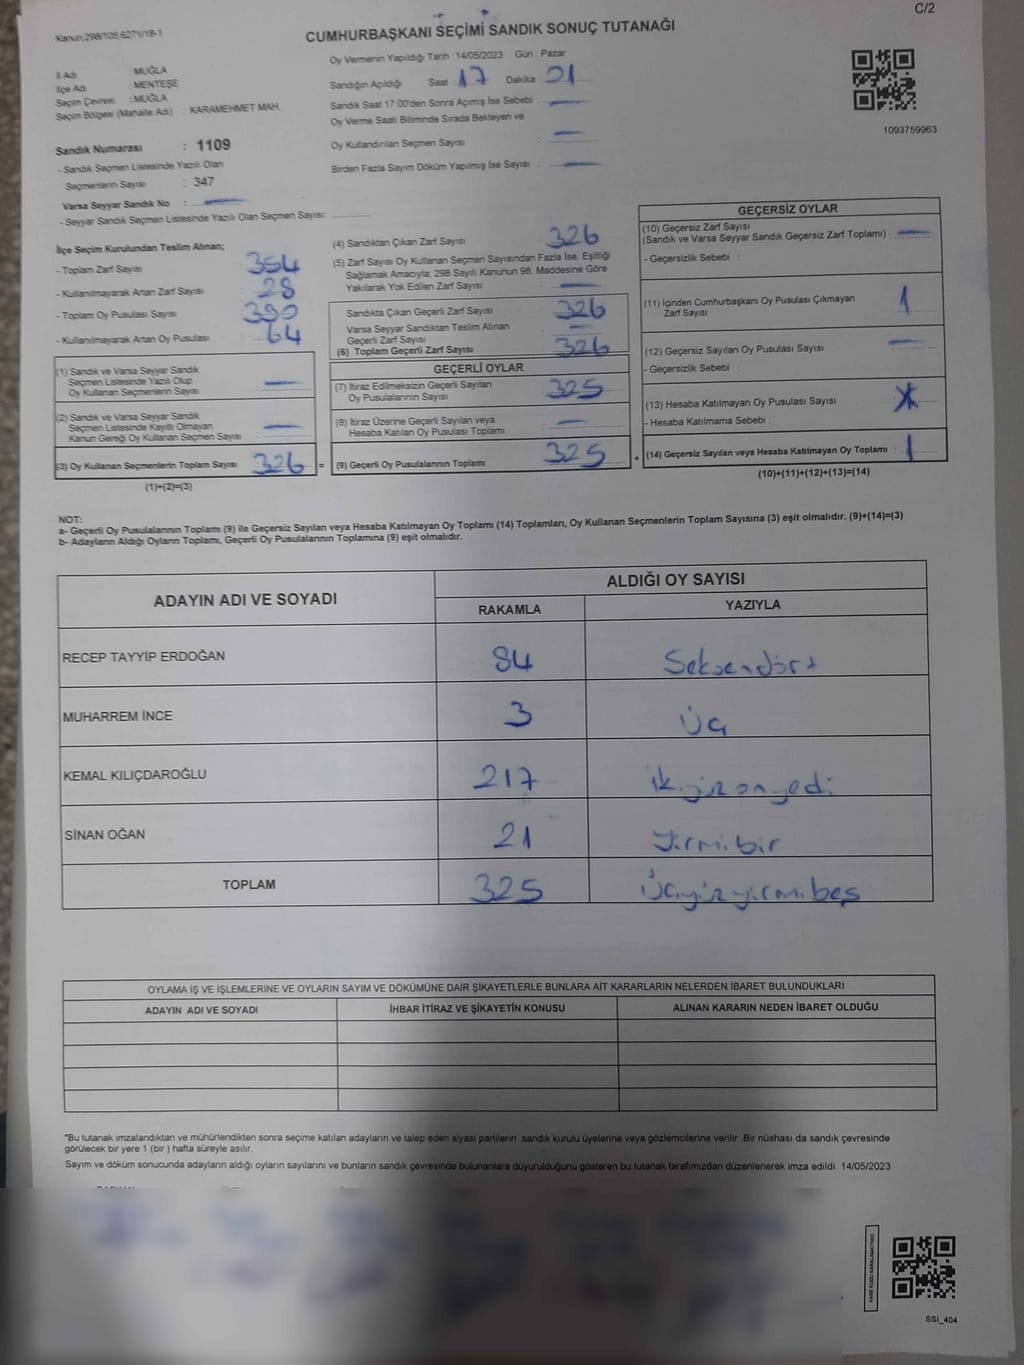 C/2
Kanun:298/105,6271/18-1
CUMHURBAŞKANI SEÇİMİ SANDIK SONUÇ TUTANAĞI
İl Adı : MUĞLA
İlçe Adı : MENTEŞE
Seçim Çevresi : MUĞLA
Seçim Bölgesi (Mahalle Adı) : KARAMEHMET MAH.
Oy Vermenin Yapıldığı Tarih :14/05/2023 Gün : Pazar
Sandığın Açıldığı Saat : 17 Dakika : 01
Sandık Saat 17:00'den Sonra Açılmış İse Sebebi :
Oy Verme Saati Bitiminde Sırada Bekleyen ve
Oy Kullandırılan Seçmen Sayısı :
Birden Fazla Sayım Döküm Yapılmış İse Sayısı :
1093759963
Sandık Numarası : 1109
- Sandık Seçmen Listesinde Yazılı Olan
Seçmenlerin Sayısı : 347
Varsa Seyyar Sandık No :
- Seyyar Sandık Seçmen Listesinde Yazılı Olan Seçmen Sayısı:
İlçe Seçim Kurulundan Teslim Alınan;
- Toplam Zarf Sayısı : 354
- Kullanılmayarak Artan Zarf Sayısı : 28
- Toplam Oy Pusulası Sayısı : 390
- Kullanılmayarak Artan Oy Pusulası : 64
(1) Sandık ve Varsa Seyyar Sandık
Seçmen Listesinde Yazılı Olup
Oy Kullanan Seçmenlerin Sayısı :
(2) Sandık ve Varsa Seyyar Sandık
Seçmen Listesinde Kayıtlı Olmayan
Kanun Gereği Oy Kullanan Seçmen Sayısı :
(3) Oy Kullanan Seçmenlerin Toplam Sayısı : 326 =
(1)+(2)=(3)
(4) Sandıktan Çıkan Zarf Sayısı : 326
(5) Zarf Sayısı Oy Kullanan Seçmen Sayısından Fazla İse, Eşitliği
Sağlamak Amacıyla; 298 Sayılı Kanunun 98. Maddesine Göre
Yakılarak Yok Edilen Zarf Sayısı :
Sandıkta Çıkan Geçerli Zarf Sayısı : 326
Varsa Seyyar Sandıktan Teslim Alınan
Geçerli Zarf Sayısı :
(6) Toplam Geçerli Zarf Sayısı : 326
GEÇERLİ OYLAR
(7) İtiraz Edilmeksizin Geçerli Sayılan
Oy Pusulalarının Sayısı : 325
(8) İtiraz Üzerine Geçerli Sayılan veya
Hesaba Katılan Oy Pusulası Toplamı :
(9) Geçerli Oy Pusulalarının Toplamı : 325 +
GEÇERSİZ OYLAR
(10) Geçersiz Zarf Sayısı
(Sandık ve Varsa Seyyar Sandık Geçersiz Zarf Toplamı) :
- Geçersizlik Sebebi :
(11) İçinden Cumhurbaşkanı Oy Pusulası Çıkmayan
Zarf Sayısı : 1
(12) Geçersiz Sayılan Oy Pusulası Sayısı :
- Geçersizlik Sebebi :
(13) Hesaba Katılmayan Oy Pusulası Sayısı :
- Hesaba Katılmama Sebebi :
(14) Geçersiz Sayılan veya Hesaba Katılmayan Oy Toplamı : 1
(10)+(11)+(12)+(13)=(14)
NOT:
a- Geçerli Oy Pusulalarının Toplamı (9) ile Geçersiz Sayılan veya Hesaba Katılmayan Oy Toplamı (14) Toplamları, Oy Kullanan Seçmenlerin Toplam Sayısına (3) eşit olmalıdır. (9)+(14)=(3)
b- Adayların Aldığı Oyların Toplamı, Geçerli Oy Pusulalarının Toplamına (9) eşit olmalıdır.
ADAYIN ADI VE SOYADI ALDIĞI OY SAYISI
RAKAMLA YAZIYLA
RECEP TAYYİP ERDOĞAN 84 Seksendört
MUHARREM İNCE 3 Üç
KEMAL KILIÇDAROĞLU 217 ikiyüzonyedi
SİNAN OĞAN 21 yirmibir
TOPLAM 325 Üçyüzyirmibeş
OYLAMA İŞ VE İŞLEMLERİNE VE OYLARIN SAYIM VE DÖKÜMÜNE DAİR ŞİKAYETLERLE BUNLARA AİT KARARLARIN NELERDEN İBARET BULUNDUKLARI
ADAYIN ADI VE SOYADI İHBAR İTİRAZ VE ŞİKAYETİN KONUSU ALINAN KARARIN NEDEN İBARET OLDUĞU
"Bu tutanak imzalandıktan ve mühürlendikten sonra seçime katılan adayların ve talep eden siyasi partilerin sandık kurulu üyelerine veya gözlemcilerine verilir. Bir nüshası da sandık çevresinde
görülecek bir yere 1 (bir ) hafta süreyle asılır.
Sayım ve döküm sonucunda adayların aldığı oyların sayılarını ve bunların sandık çevresinde bulunanlara duyurulduğunu gösteren bu tutanak tarafımızdan düzenlenerek imza edildi. 14/05/2023
KARE KODU KARALAMAYINIZ!
SSI_404